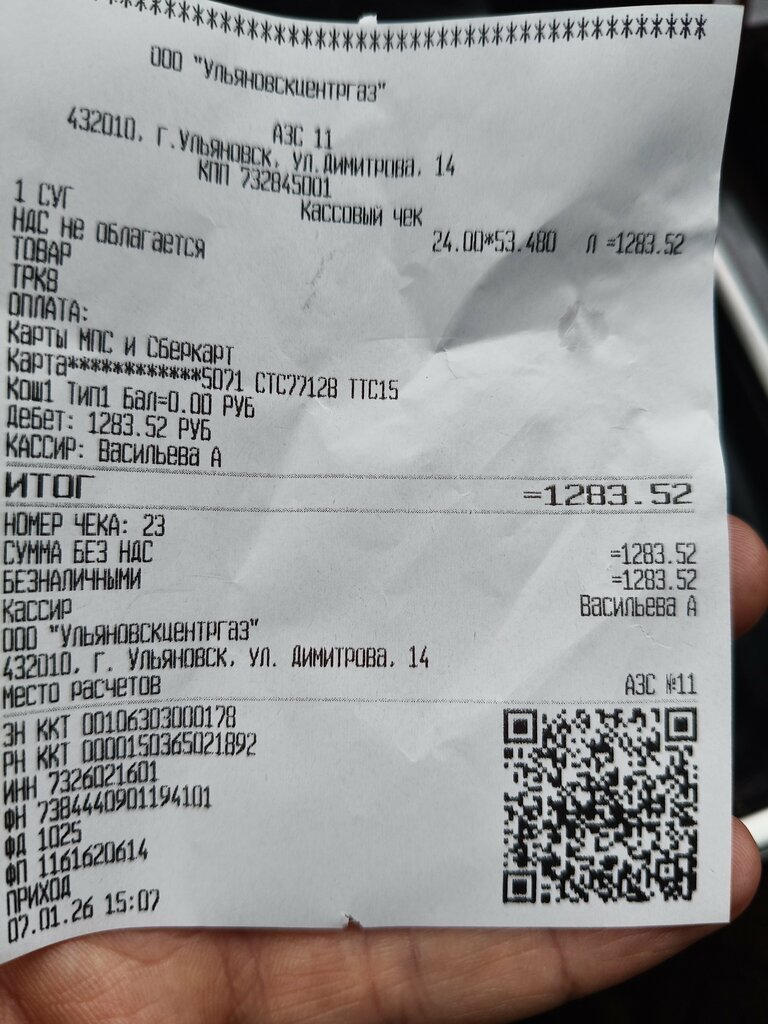 ООО "Ульяновскцентргаз"
АЗС 11
432010, г.Ульяновск, ул.Димитрова, 14
КПП 732845001
Кассовый чек
1 СУГ
24.00*53.480 Л =1283.52
НДС не облагается
ТОВАР
ТРК8
ОПЛАТА:
Карты МПС и Сберкарт
Карта************5071 СТС77128 ТТС15
Кош1 Тип1 Бал=0.00 РУБ
Дебет: 1283.52 РУБ
КАССИР: Васильева А
ИТОГ =1283.52
НОМЕР ЧЕКА: 23
СУММА БЕЗ НДС =1283.52
БЕЗНАЛИЧНЫМИ =1283.52
Кассир Васильева А
ООО "Ульяновскцентргаз"
432010, г. Ульяновск, ул. Димитрова, 14
Место расчетов АЗС №11
ЗН ККТ 00106303000178
РН ККТ 0000150365021892
ИНН 7326021601
ФН 7384440901194101
ФД 1025
ФП 1161620614
ПРИХОД
07.01.26 15:07